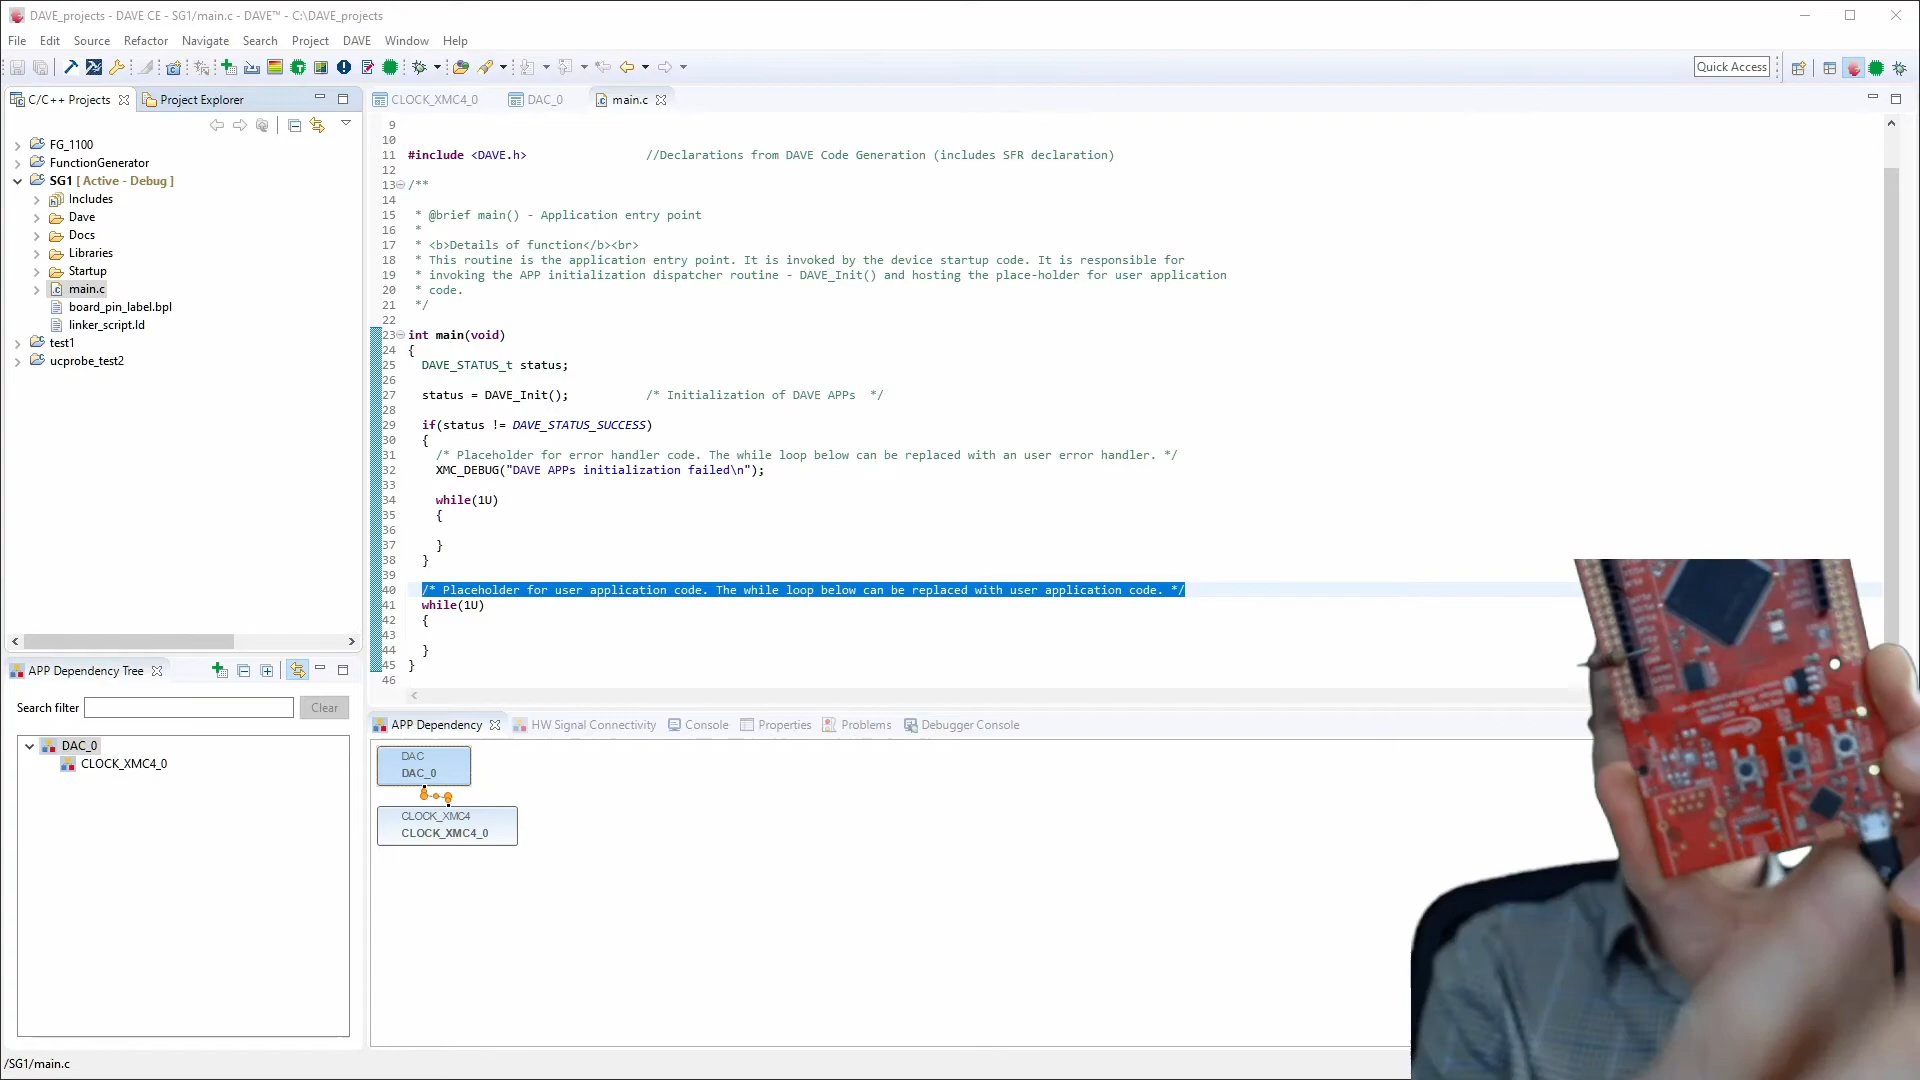 DAVE_projects - DAVE CE - SG1/main.c - DAVE™ - C:\DAVE_projects
File Edit Source Refactor Navigate Search Project DAVE Window Help
Quick Access
C/C++ Projects Project Explorer
FG_1100
FunctionGenerator
SG1 [ Active - Debug ]
Includes
Dave
Docs
Libraries
Startup
main.c
board_pin_label.bpl
linker_script.ld
test1
ucprobe_test2
CLOCK_XMC4_0 DAC_0 main.c
9
10
11 #include <DAVE.h> //Declarations from DAVE Code Generation (includes SFR declaration)
12
13 /**
14
15 * @brief main() - Application entry point
16 *
17 * <b>Details of function</b><br>
18 * This routine is the application entry point. It is invoked by the device startup code. It is responsible for
19 * invoking the APP initialization dispatcher routine - DAVE_Init() and hosting the place-holder for user application
20 * code.
21 */
22
23 int main(void)
24 {
25 DAVE_STATUS_t status;
26
27 status = DAVE_Init(); /* Initialization of DAVE APPs */
28
29 if(status != DAVE_STATUS_SUCCESS)
30 {
31 /* Placeholder for error handler code. The while loop below can be replaced with an user error handler. */
32 XMC_DEBUG("DAVE APPs initialization failed\n");
33
34 while(1U)
35 {
36
37 }
38 }
39
40 /* Placeholder for user application code. The while loop below can be replaced with user application code. */
41 while(1U)
42 {
43
44 }
45 }
46
APP Dependency Tree
Search filter Clear
DAC_0
CLOCK_XMC4_0
APP Dependency HW Signal Connectivity Console Properties Problems Debugger Console
DAC
DAC_0
CLOCK_XMC4
CLOCK_XMC4_0
/SG1/main.c